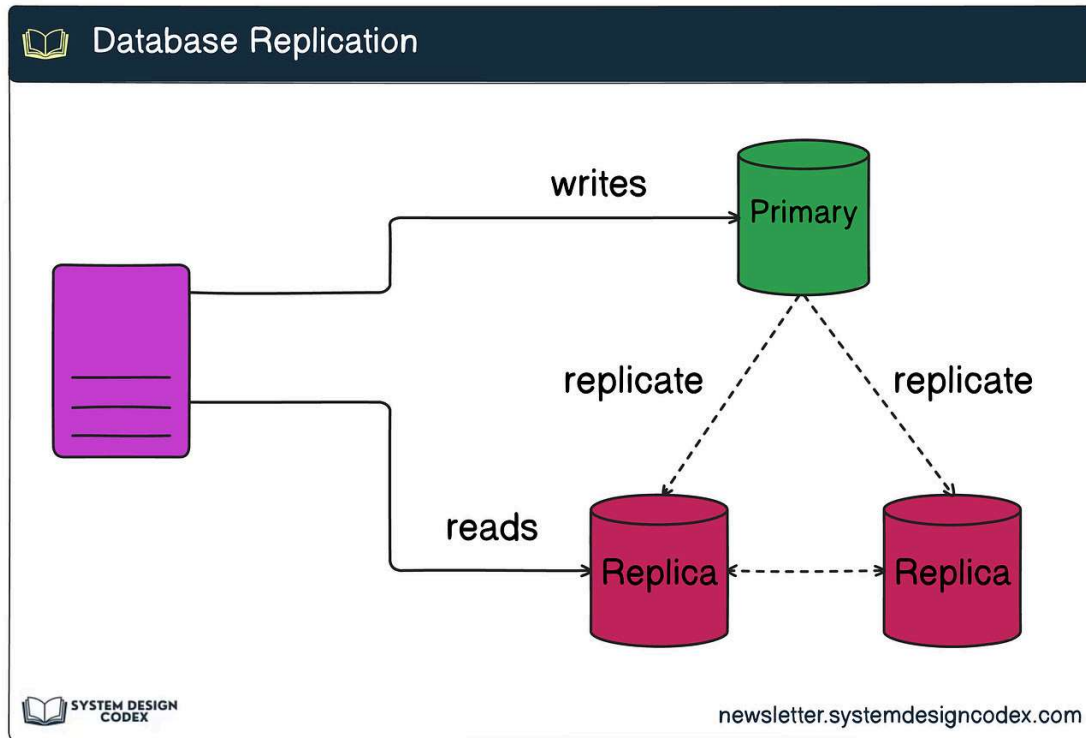 Database Replication
writes
Primary
replicate
replicate
reads
Replica
Replica
SYSTEM DESIGN
CODEX
newsletter.systemdesigncodex.com